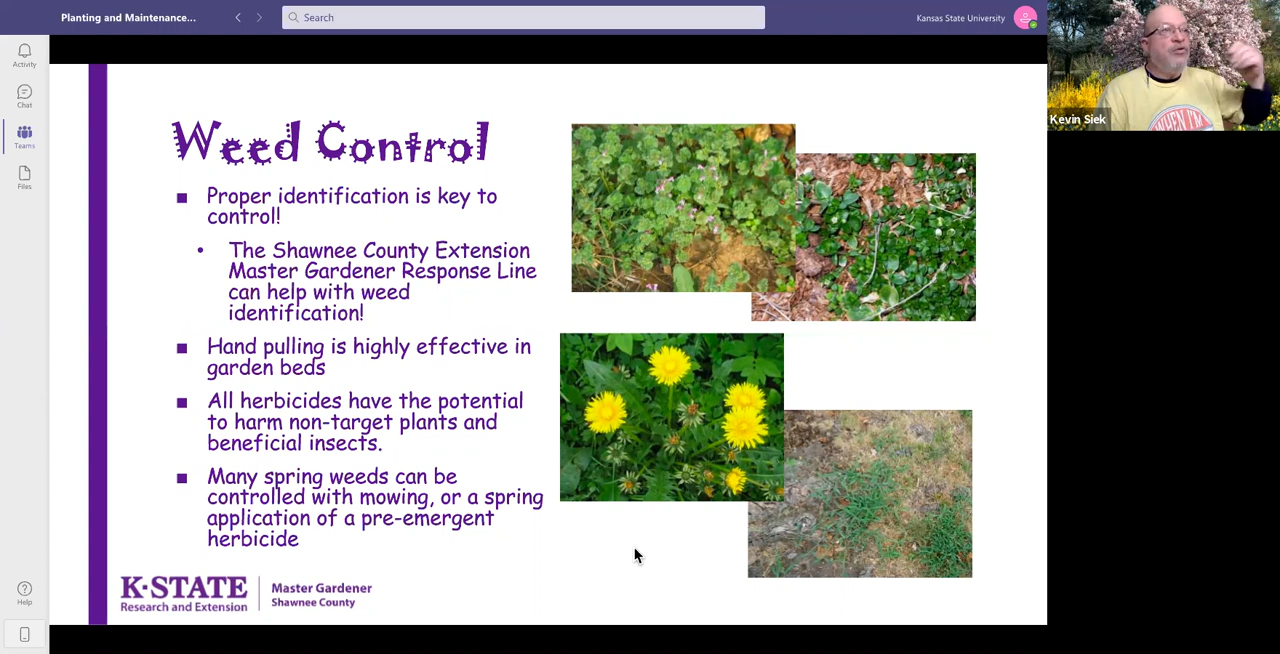 Planting and Maintenance...
Search
Kansas State University
Activity
Chat
Teams
Files
Help
Kevin Siek
WHEN I'M
Weed Control
Proper identification is key to
control!
The Shawnee County Extension
Master Gardener Response Line
can help with weed
identification!
Hand pulling is highly effective in
garden beds
All herbicides have the potential
to harm non-target plants and
beneficial insects.
Many spring weeds can be
controlled with mowing, or a spring
application of a pre-emergent
herbicide
K-STATE
Research and Extension
Master Gardener
Shawnee County